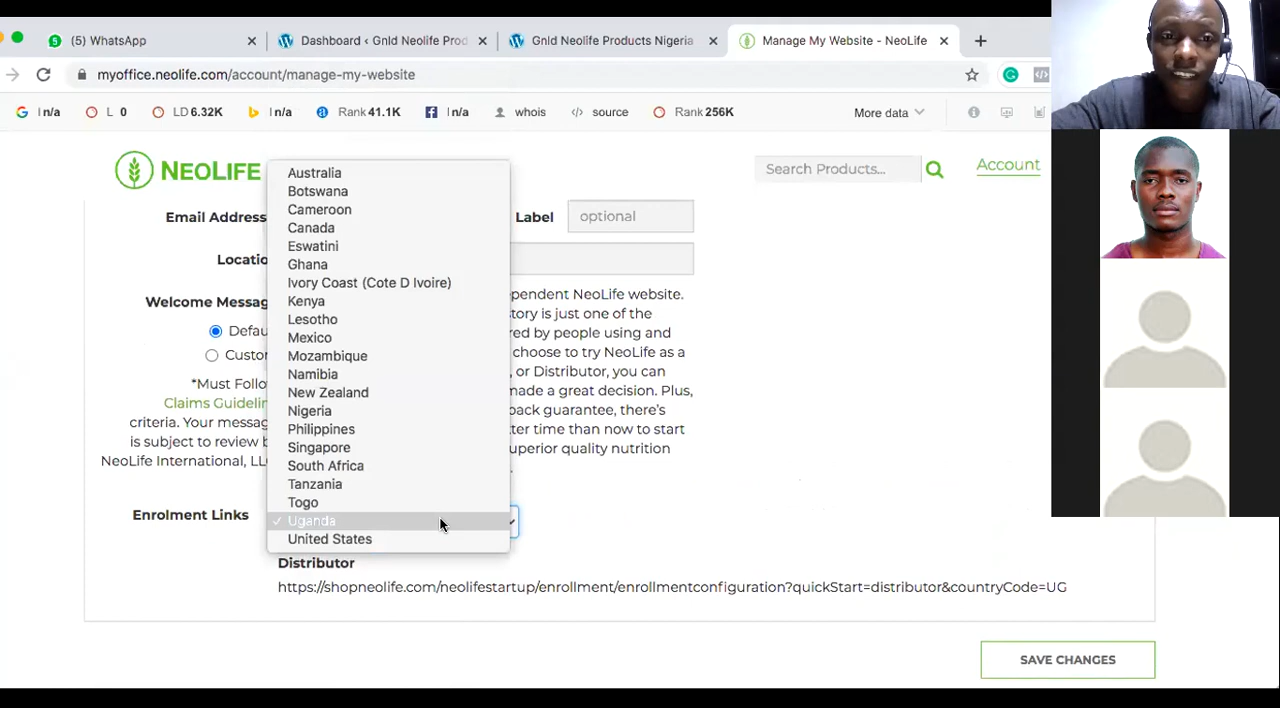 (5) WhatsApp
Dashboard ‹ Gnld Neolife Pro
Gnld Neolife Products Nigeria
Manage My Website - NeoLife
myoffice.neolife.com/account/manage-my-website
I n/a
L 0
LD 6.32K
I n/a
Rank 41.1K
I n/a
whois
source
Rank 256K
More data
NEOLIFE
Search Products...
Account
Email Address
Label
optional
Locatio
Welcome Messag
Defau
Custo
*Must Follo
Claims Guidelin
criteria. Your messag
is subject to review b
NeoLife International, LL
Australia
Botswana
Cameroon
Canada
Eswatini
Ghana
Ivory Coast (Cote D Ivoire)
Kenya
Lesotho
Mexico
Mozambique
Namibia
New Zealand
Nigeria
Philippines
Singapore
South Africa
Tanzania
Togo
Uganda
United States
pendent NeoLife website.
story is just one of the
red by people using and
choose to try NeoLife as a
, or Distributor, you can
made a great decision. Plus,
back guarantee, there's
tter time than now to start
uperior quality nutrition
Enrolment Links
Distributor
https://shopneolife.com/neolifestartup/enrollment/enrollmentconfiguration?quickStart=distributor&countryCode=UG
SAVE CHANGES